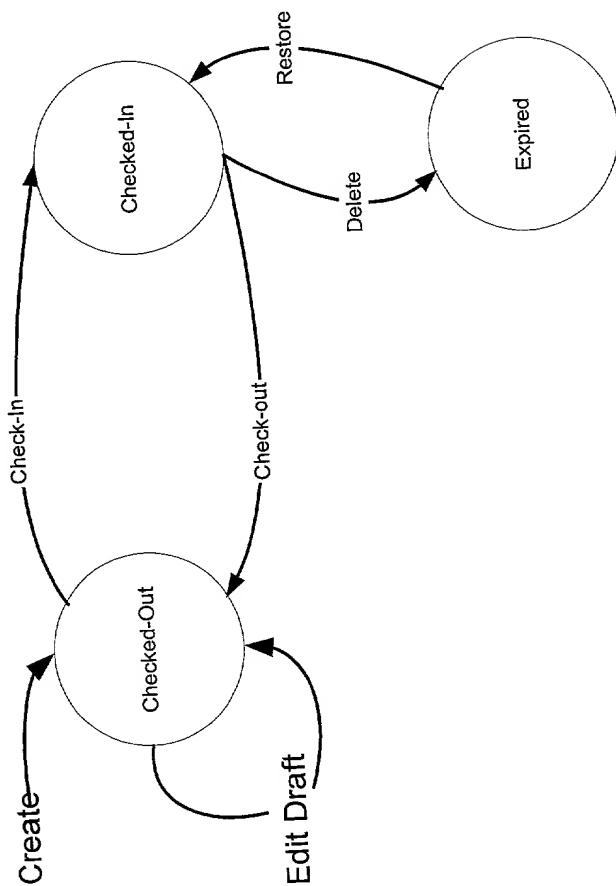 Create
Check-In
Checked-In
Restore
Checked-Out
Check-out
Delete
Expired
Edit Draft